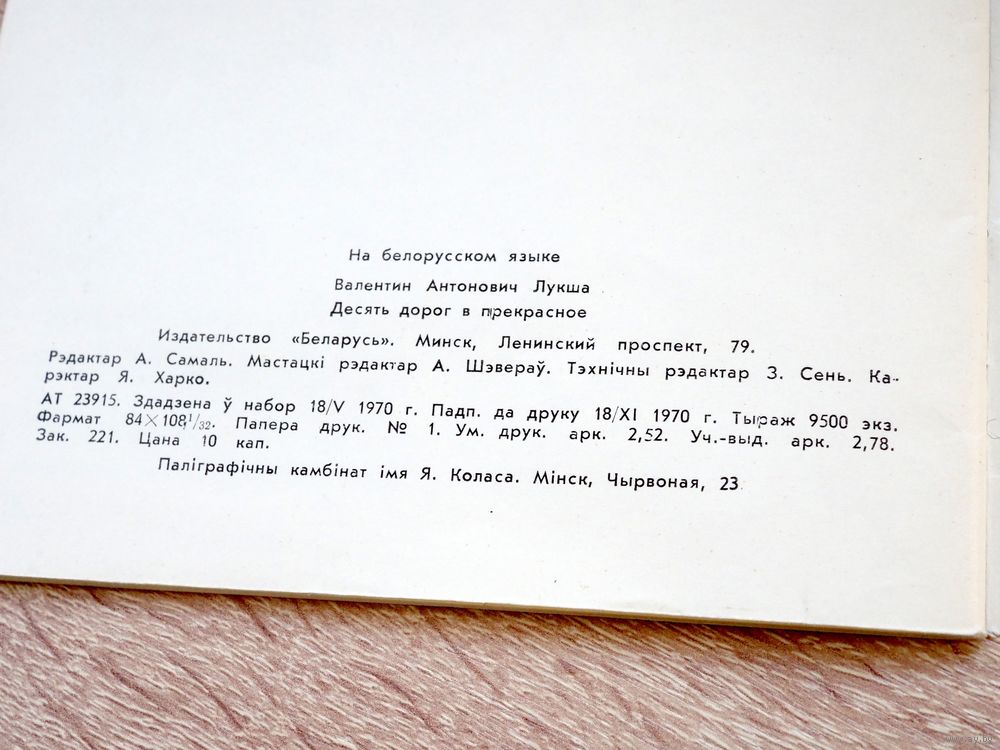 На белорусском языке
Валентин Антонович Лукша
Десять дорог в прекрасное
Издательство «Беларусь». Минск, Ленинский проспект, 79.
Рэдактар А. Самаль. Мастацкі рэдактар А. Шэвераў. Тэхнічны рэдактар З. Сень. Ка-
рэктар Я. Харко.
АТ 23915. Здадзена ў набор 18/V 1970 г. Падп. да друку 18/XI 1970 г. Тыраж 9500 экз.
Фармат 84×108¹/₃₂. Папера друк. № 1. Ум. друк. арк. 2,52. Уч.-выд. арк. 2,78.
Зак. 221. Цана 10 кап.
Паліграфічны камбінат імя Я. Коласа. Мінск, Чырвоная, 23